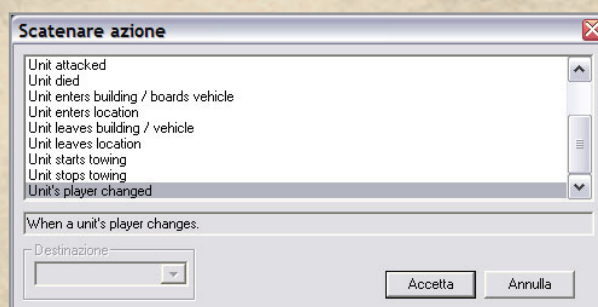 Scatenare azione
Unit attacked
Unit died
Unit enters building / boards vehicle
Unit enters location
Unit leaves building / vehicle
Unit leaves location
Unit starts towing
Unit stops towing
Unit's player changed
When a unit's player changes.
Destinazione
Accetta Annulla